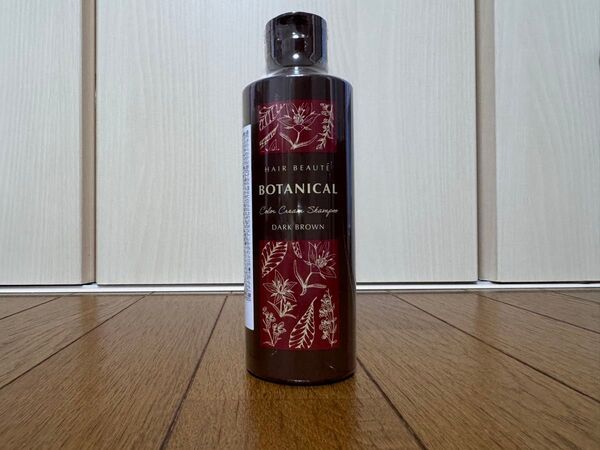 HAIR BEAUTÉ
BOTANICAL
Color Cream Shampoo
DARK BROWN